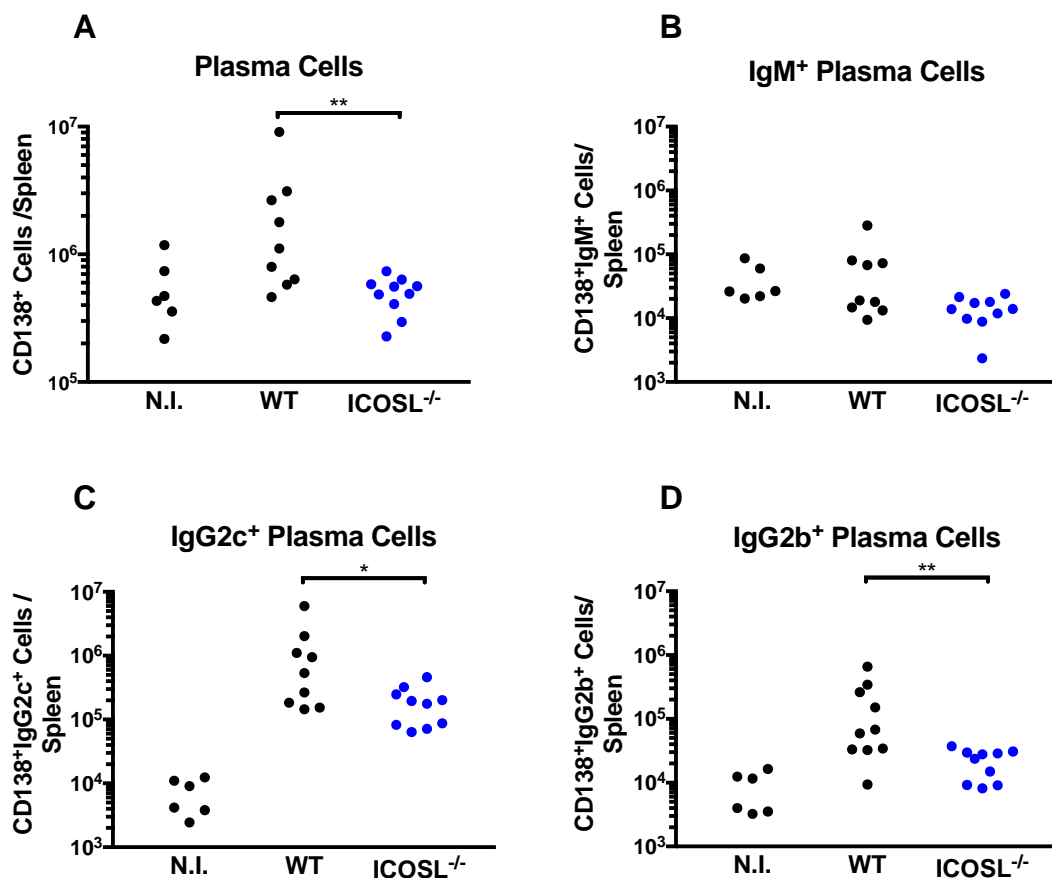 A
Plasma Cells
**
CD138⁺ Cells /Spleen
10⁷
10⁶
10⁵
N.I.
WT
ICOSL⁻/⁻
B
IgM⁺ Plasma Cells
CD138⁺IgM⁺ Cells/
Spleen
10⁷
10⁶
10⁵
10⁴
10³
N.I.
WT
ICOSL⁻/⁻
C
IgG2c⁺ Plasma Cells
*
CD138⁺IgG2c⁺ Cells /
Spleen
10⁷
10⁶
10⁵
10⁴
10³
N.I.
WT
ICOSL⁻/⁻
D
IgG2b⁺ Plasma Cells
**
CD138⁺IgG2b⁺ Cells/
Spleen
10⁷
10⁶
10⁵
10⁴
10³
N.I.
WT
ICOSL⁻/⁻